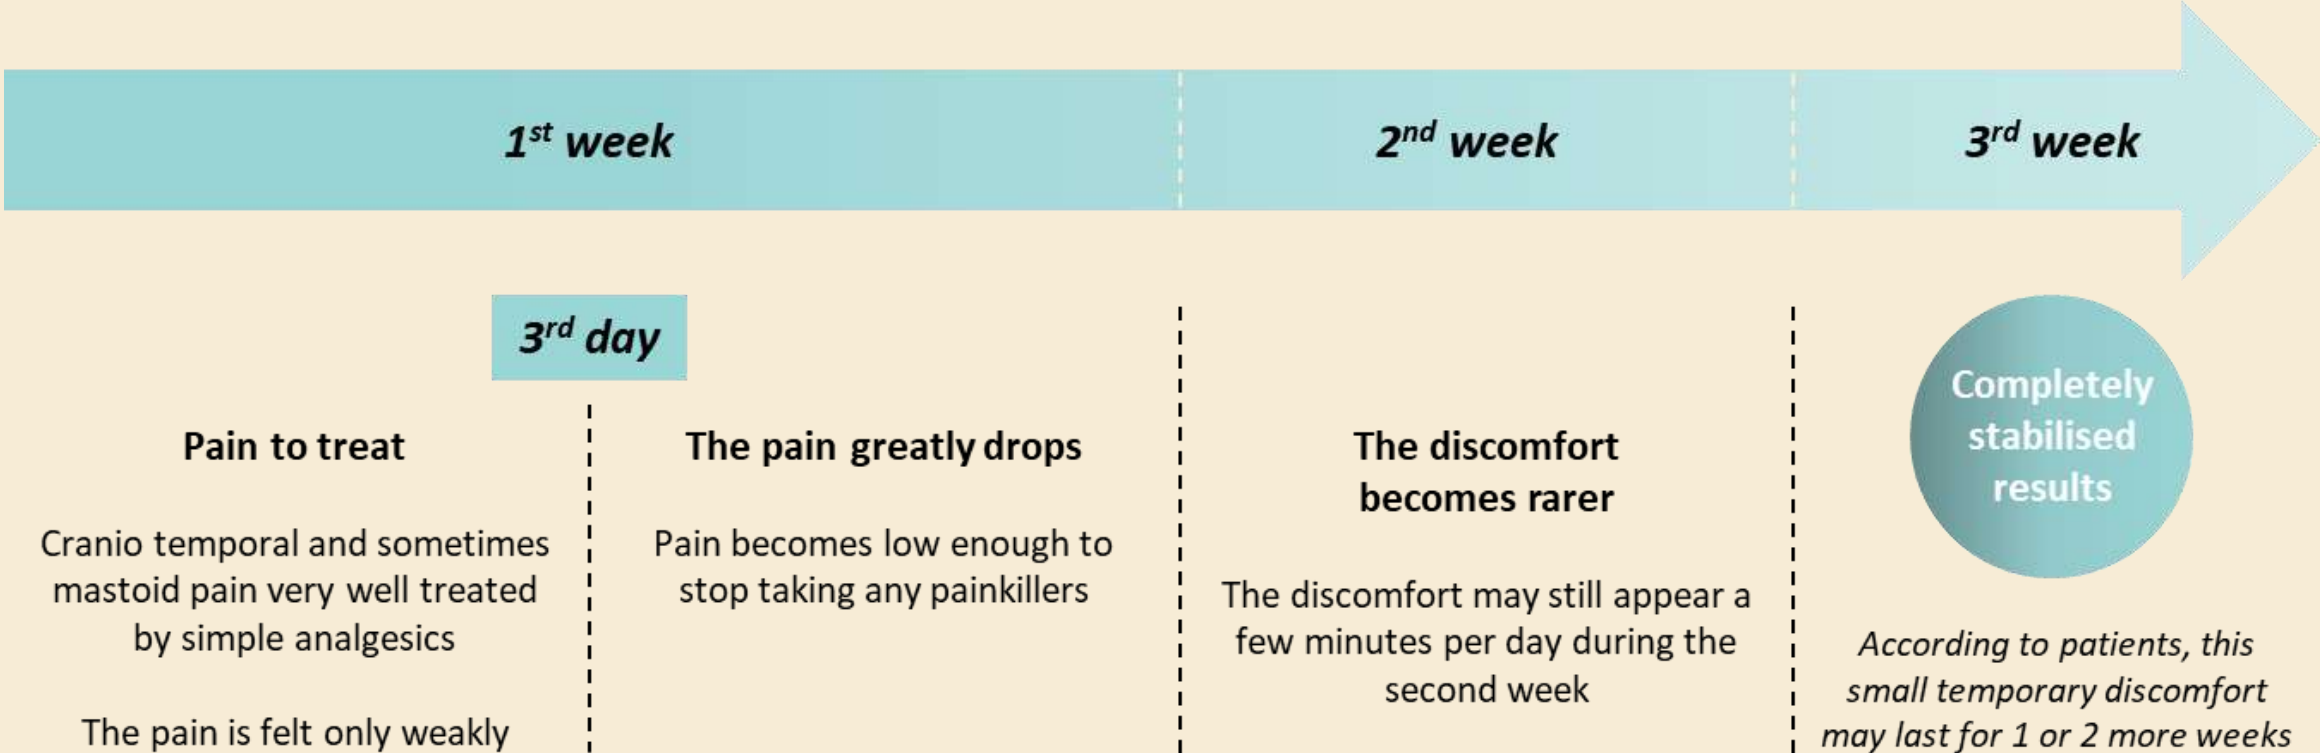 1st week
2nd week
3rd week
3rd day
Pain to treat
Cranio temporal and sometimes
mastoid pain very well treated
by simple analgesics
The pain is felt only weakly
The pain greatly drops
Pain becomes low enough to
stop taking any painkillers
The discomfort
becomes rarer
The discomfort may still appear a
few minutes per day during the
second week
Completely
stabilised
results
According to patients, this
small temporary discomfort
may last for 1 or 2 more weeks